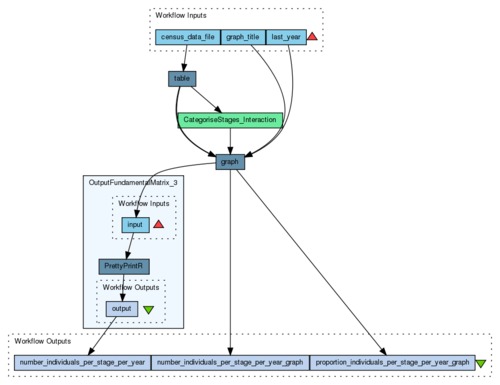 Workflow Inputs
census_data_file graph_title last_year
table
CategoriseStages_Interaction
graph
OutputFundamentalMatrix_3
Workflow Inputs
input
PrettyPrintR
Workflow Outputs
output
Workflow Outputs
number_individuals_per_stage_per_year number_individuals_per_stage_per_year_graph proportion_individuals_per_stage_per_year_graph